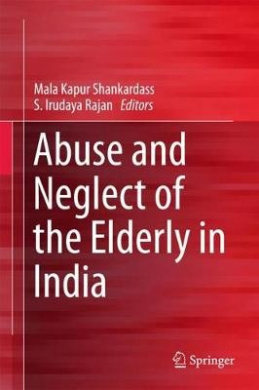 Mala Kapur Shankardass
S. Irudaya Rajan Editors
Abuse and
Neglect of
the Elderly in
India
Springer